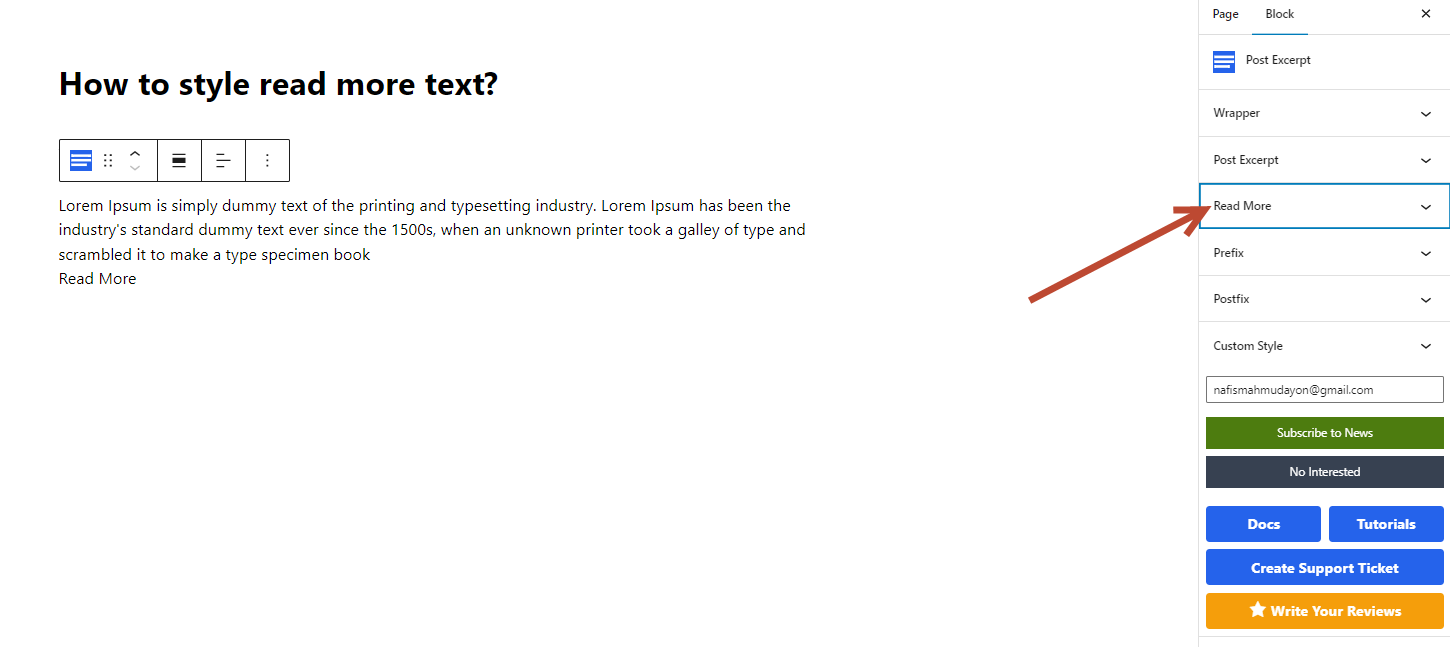 How to style read more text?
Lorem Ipsum is simply dummy text of the printing and typesetting industry. Lorem Ipsum has been the
industry's standard dummy text ever since the 1500s, when an unknown printer took a galley of type and
scrambled it to make a type specimen book
Read More
Page Block
Post Excerpt
Wrapper
Post Excerpt
Read More
Prefix
Postfix
Custom Style
nafismahmudayon@gmail.com
Subscribe to News
No Interested
Docs Tutorials
Create Support Ticket
Write Your Reviews